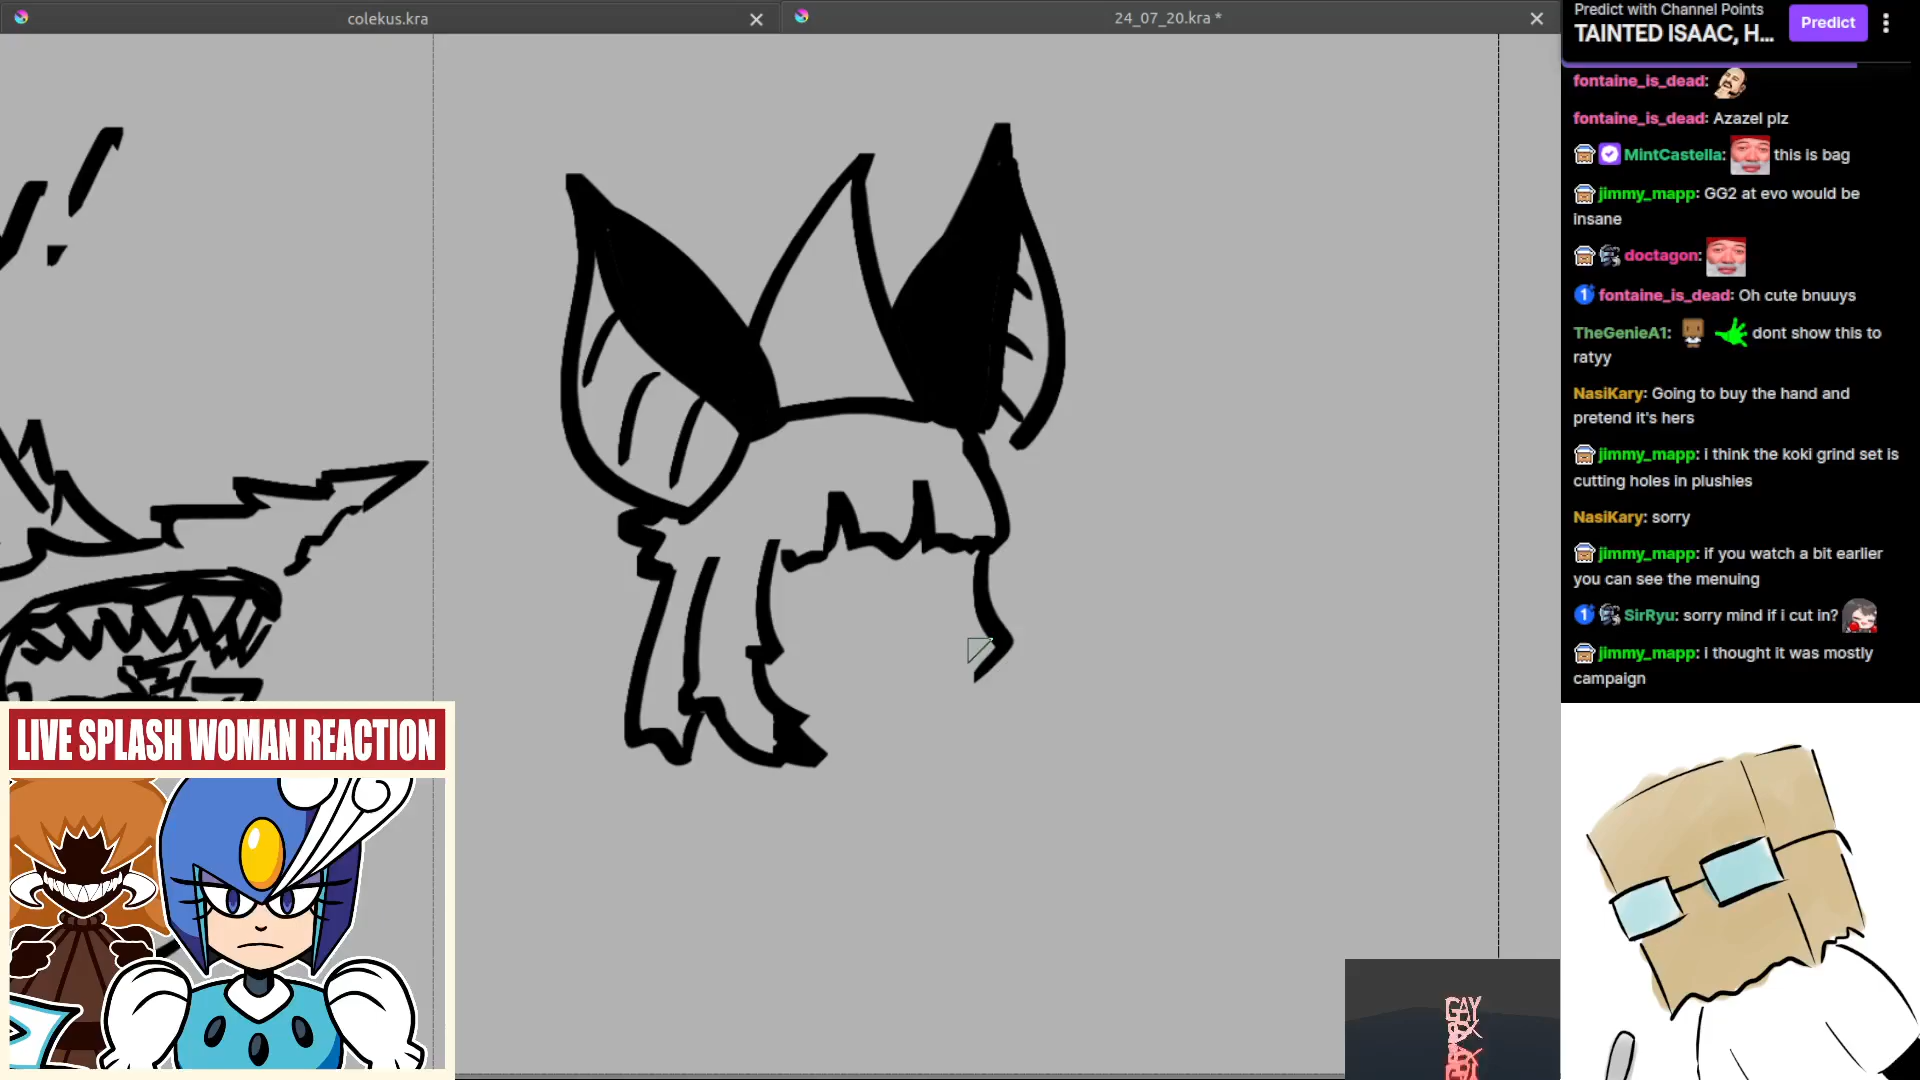 colekus.kra
24_07_20.kra *
Predict with Channel Points
TAINTED ISAAC, H...
Predict
fontaine_is_dead:
fontaine_is_dead: Azazel plz
MintCastella: this is bag
jimmy_mapp: GG2 at evo would be
insane
doctagon:
fontaine_is_dead: Oh cute bnuuys
TheGenieA1: dont show this to
ratyy
NasiKary: Going to buy the hand and
pretend it's hers
jimmy_mapp: i think the koki grind set is
cutting holes in plushies
NasiKary: sorry
jimmy_mapp: if you watch a bit earlier
you can see the menuing
SirRyu: sorry mind if i cut in?
jimmy_mapp: i thought it was mostly
campaign
LIVE SPLASH WOMAN REACTION
GAY